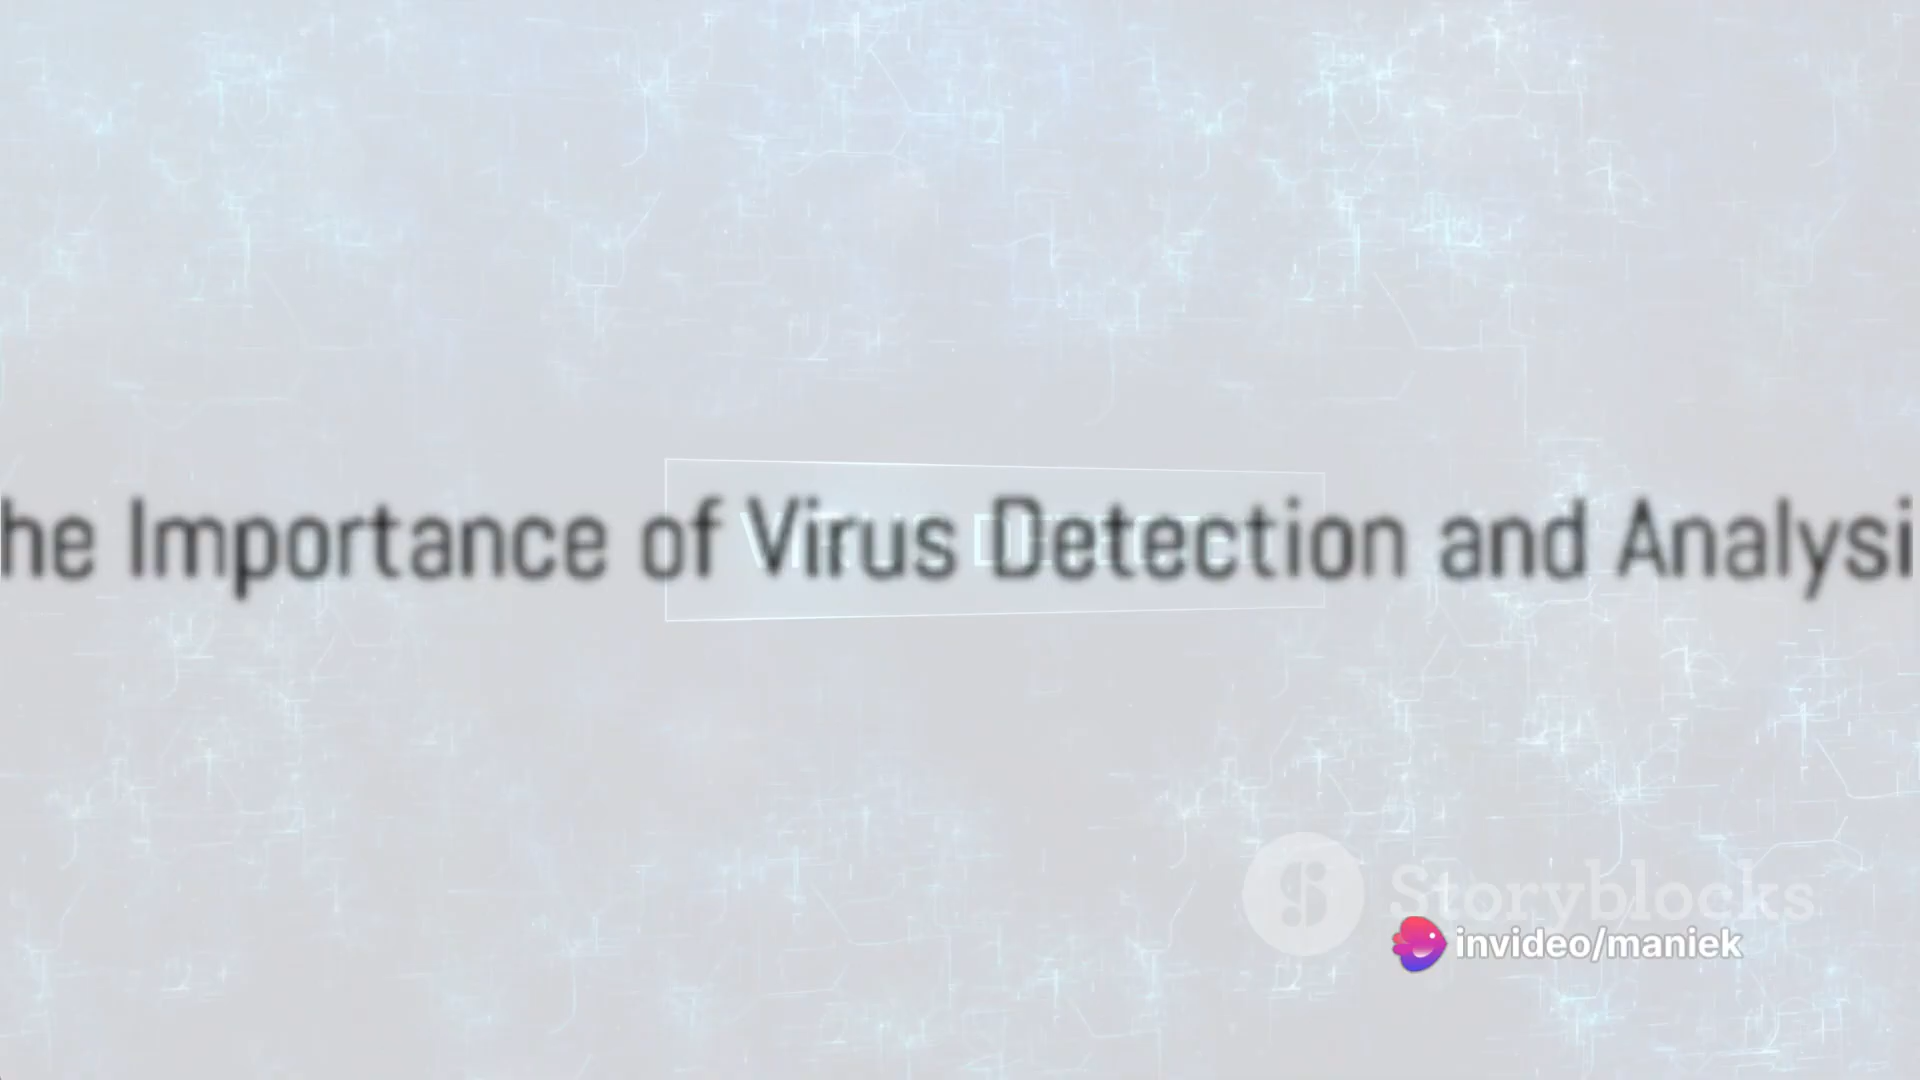 he Importance of Virus Detection and Analysi
Storyblocks
invideo/maniek